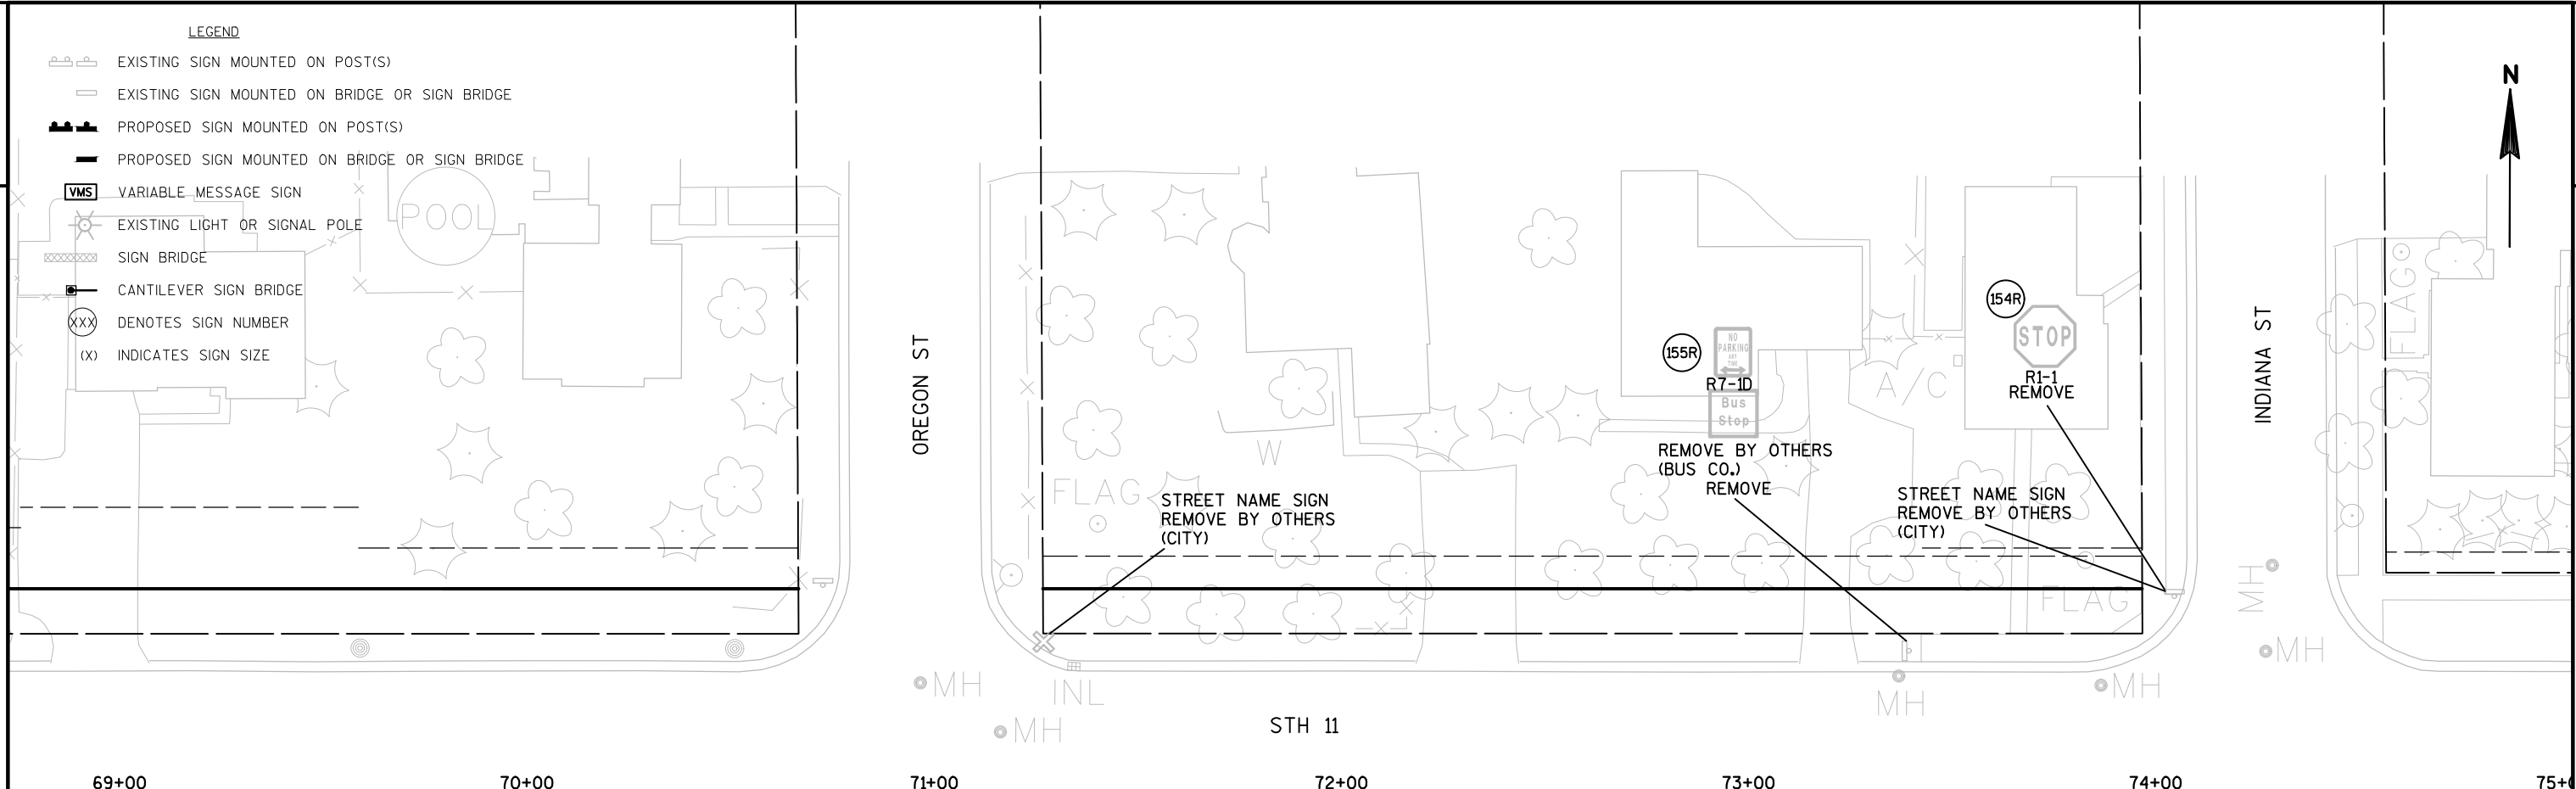 LEGEND
EXISTING SIGN MOUNTED ON POST(S)
EXISTING SIGN MOUNTED ON BRIDGE OR SIGN BRIDGE
PROPOSED SIGN MOUNTED ON POST(S)
PROPOSED SIGN MOUNTED ON BRIDGE OR SIGN BRIDGE
VMS VARIABLE MESSAGE SIGN
EXISTING LIGHT OR SIGNAL POLE
SIGN BRIDGE
CANTILEVER SIGN BRIDGE
XXX DENOTES SIGN NUMBER
(X) INDICATES SIGN SIZE
POOL
OREGON ST
FLAG
W
STREET NAME SIGN
REMOVE BY OTHERS
(CITY)
155R
NO
PARKING
ANY
TIME
R7-1D
Bus
Stop
REMOVE BY OTHERS
(BUS CO.)
REMOVE
A/C
154R
STOP
R1-1
REMOVE
STREET NAME SIGN
REMOVE BY OTHERS
(CITY)
FLAG
INDIANA ST
FLAG
N
MH
MH
MH
MH
INL
MH
MH
STH 11
69+00
70+00
71+00
72+00
73+00
74+00